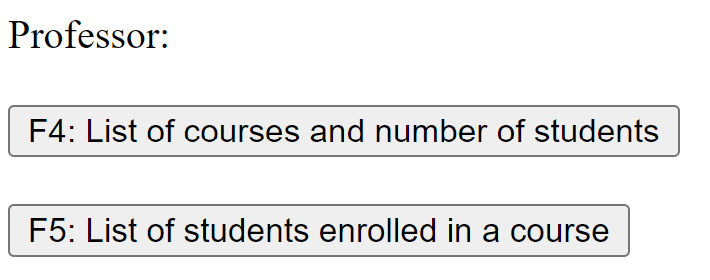 Professor:
F4: List of courses and number of students
F5: List of students enrolled in a course